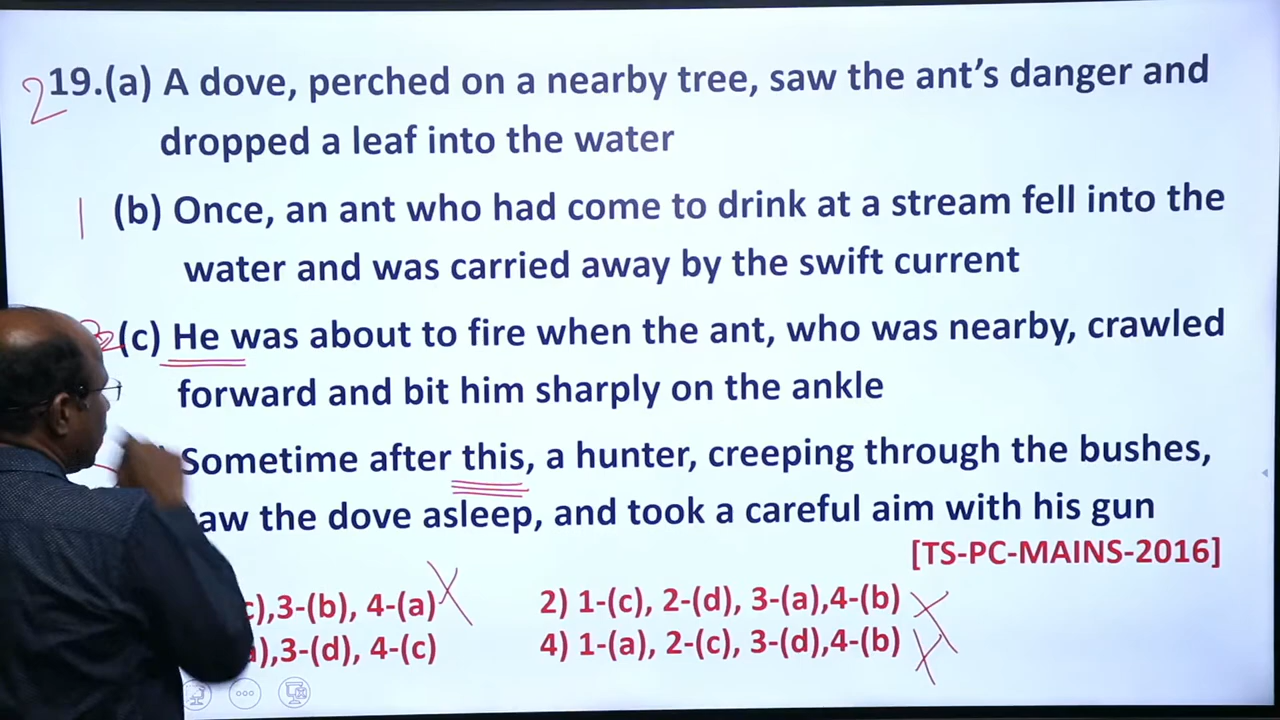 2 19.(a) A dove, perched on a nearby tree, saw the ant's danger and
dropped a leaf into the water
1 (b) Once, an ant who had come to drink at a stream fell into the
water and was carried away by the swift current
(c) He was about to fire when the ant, who was nearby, crawled
forward and bit him sharply on the ankle
Sometime after this, a hunter, creeping through the bushes,
aw the dove asleep, and took a careful aim with his gun
[TS-PC-MAINS-2016]
c),3-(b), 4-(a) X 2) 1-(c), 2-(d), 3-(a),4-(b) X
),3-(d), 4-(c) 4) 1-(a), 2-(c), 3-(d),4-(b) X